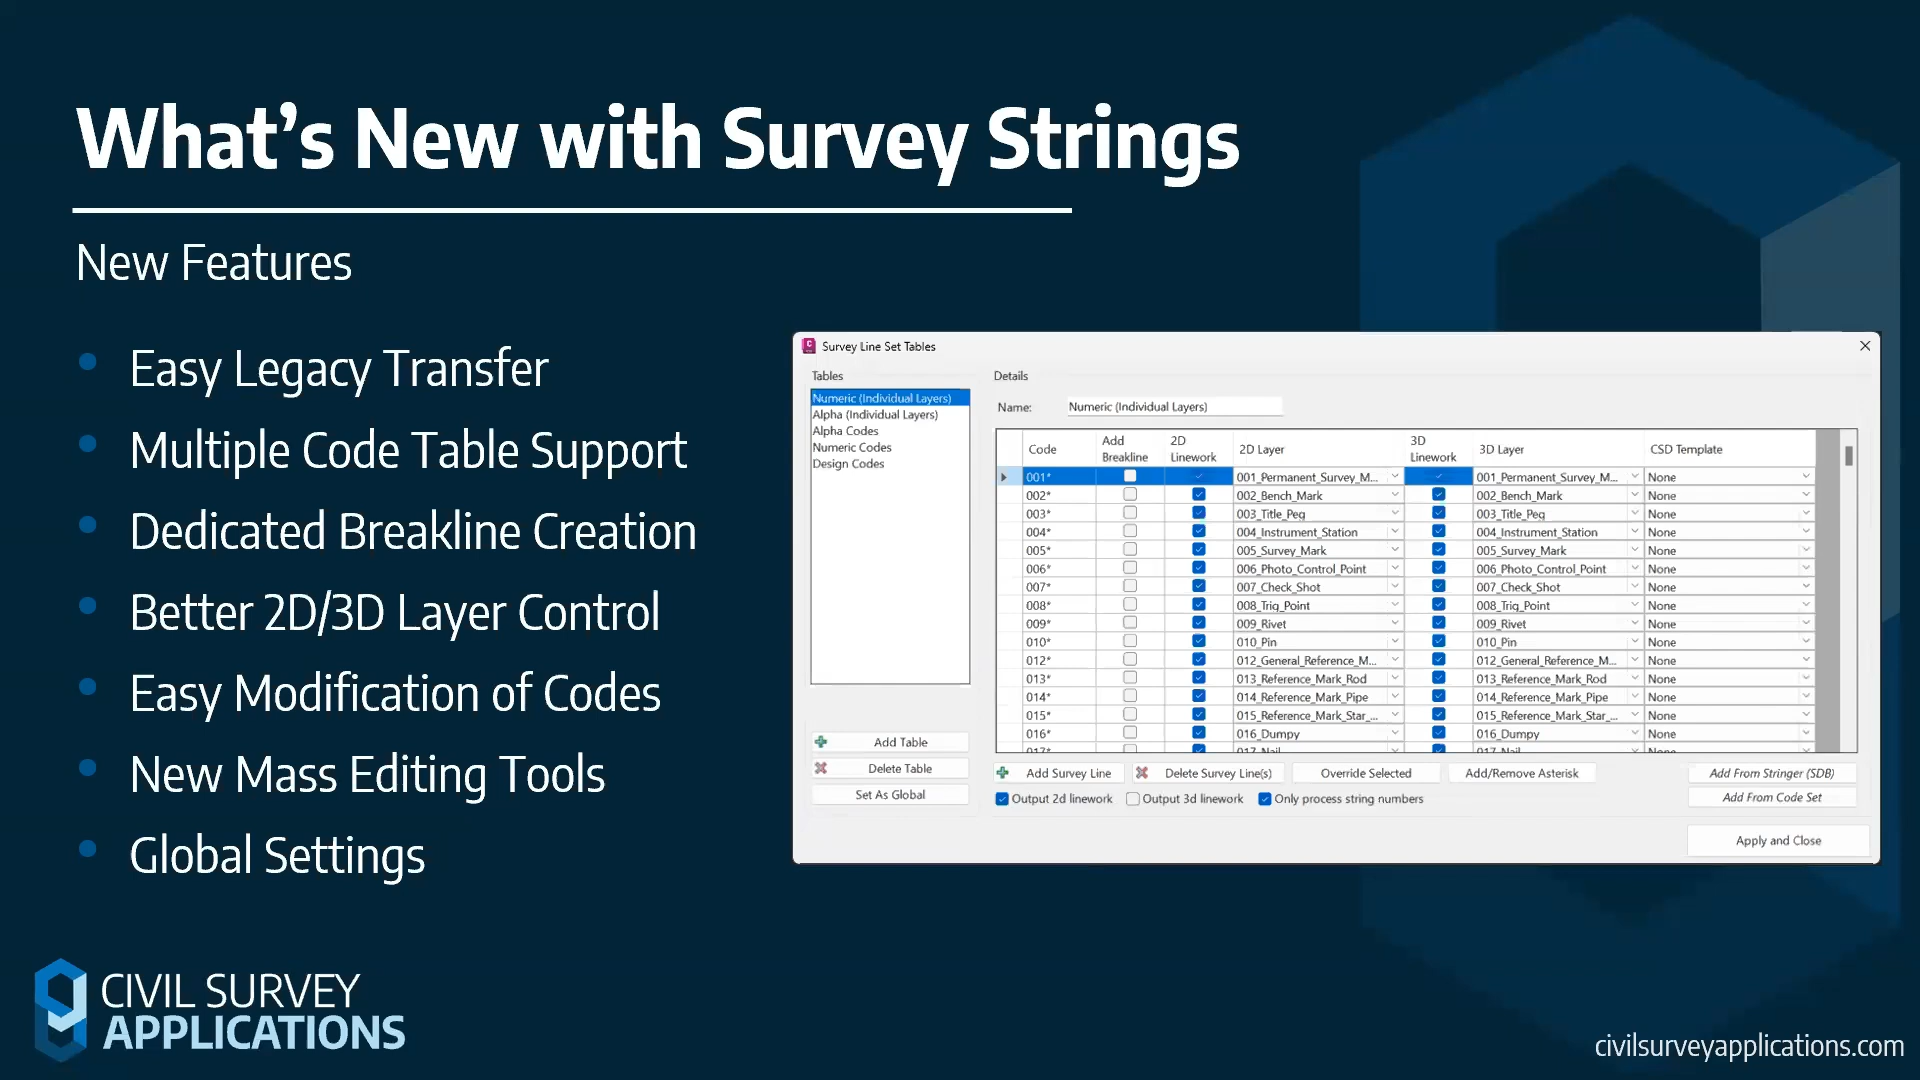 What's New with Survey Strings
New Features
• Easy Legacy Transfer
• Multiple Code Table Support
• Dedicated Breakline Creation
• Better 2D/3D Layer Control
• Easy Modification of Codes
• New Mass Editing Tools
• Global Settings
Survey Line Set Tables
Tables
Numeric (Individual Layers)
Alpha (Individual Layers)
Alpha Codes
Numeric Codes
Design Codes
Add Table
Delete Table
Set As Global
Details
Name: Numeric (Individual Layers)
Code Add Breakline 2D Linework 2D Layer 3D Linework 3D Layer CSD Template
001* 001_Permanent_Survey_M... 001_Permanent_Survey_M... None
002* 002_Bench_Mark 002_Bench_Mark None
003* 003_Title_Peg 003_Title_Peg None
004* 004_Instrument_Station 004_Instrument_Station None
005* 005_Survey_Mark 005_Survey_Mark None
006* 006_Photo_Control_Point 006_Photo_Control_Point None
007* 007_Check_Shot 007_Check_Shot None
008* 008_Trig_Point 008_Trig_Point None
009* 009_Rivet 009_Rivet None
010* 010_Pin 010_Pin None
012* 012_General_Reference_M... 012_General_Reference_M... None
013* 013_Reference_Mark_Rod 013_Reference_Mark_Rod None
014* 014_Reference_Mark_Pipe 014_Reference_Mark_Pipe None
015* 015_Reference_Mark_Star_... 015_Reference_Mark_Star_... None
016* 016_Dumpy 016_Dumpy None
017* 017_Nail 017_Nail None
Add Survey Line Delete Survey Line(s) Override Selected Add/Remove Asterisk Add From Stringer (SDB)
Output 2d linework Output 3d linework Only process string numbers Add From Code Set
Apply and Close
CIVIL SURVEY
APPLICATIONS
civilsurveyapplications.com